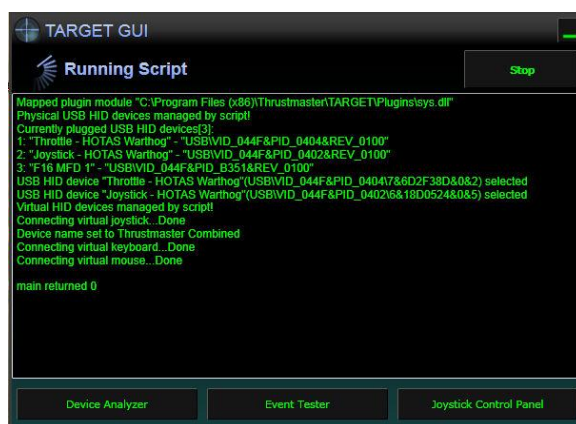 TARGET GUI
Running Script
Stop
Mapped plugin module "C:\Program Files (x86)\Thrustmaster\TARGET\Plugins\sys.dll"
Physical USB HID devices managed by script!
Currently plugged USB HID devices[3]:
1: "Throttle - HOTAS Warthog" - "USB\VID_044F&PID_0404&REV_0100"
2: "Joystick - HOTAS Warthog" - "USB\VID_044F&PID_0402&REV_0100"
3: "F16 MFD 1" - "USB\VID_044F&PID_B351&REV_0100"
USB HID device "Throttle - HOTAS Warthog"(USB\VID_044F&PID_0404\7&6D2F38D&0&2) selected
USB HID device "Joystick - HOTAS Warthog"(USB\VID_044F&PID_0402\6&18D0524&0&5) selected
Virtual HID devices managed by script!
Connecting virtual joystick...Done
Device name set to Thrustmaster Combined
Connecting virtual keyboard...Done
Connecting virtual mouse...Done
main returned 0
Device Analyzer
Event Tester
Joystick Control Panel